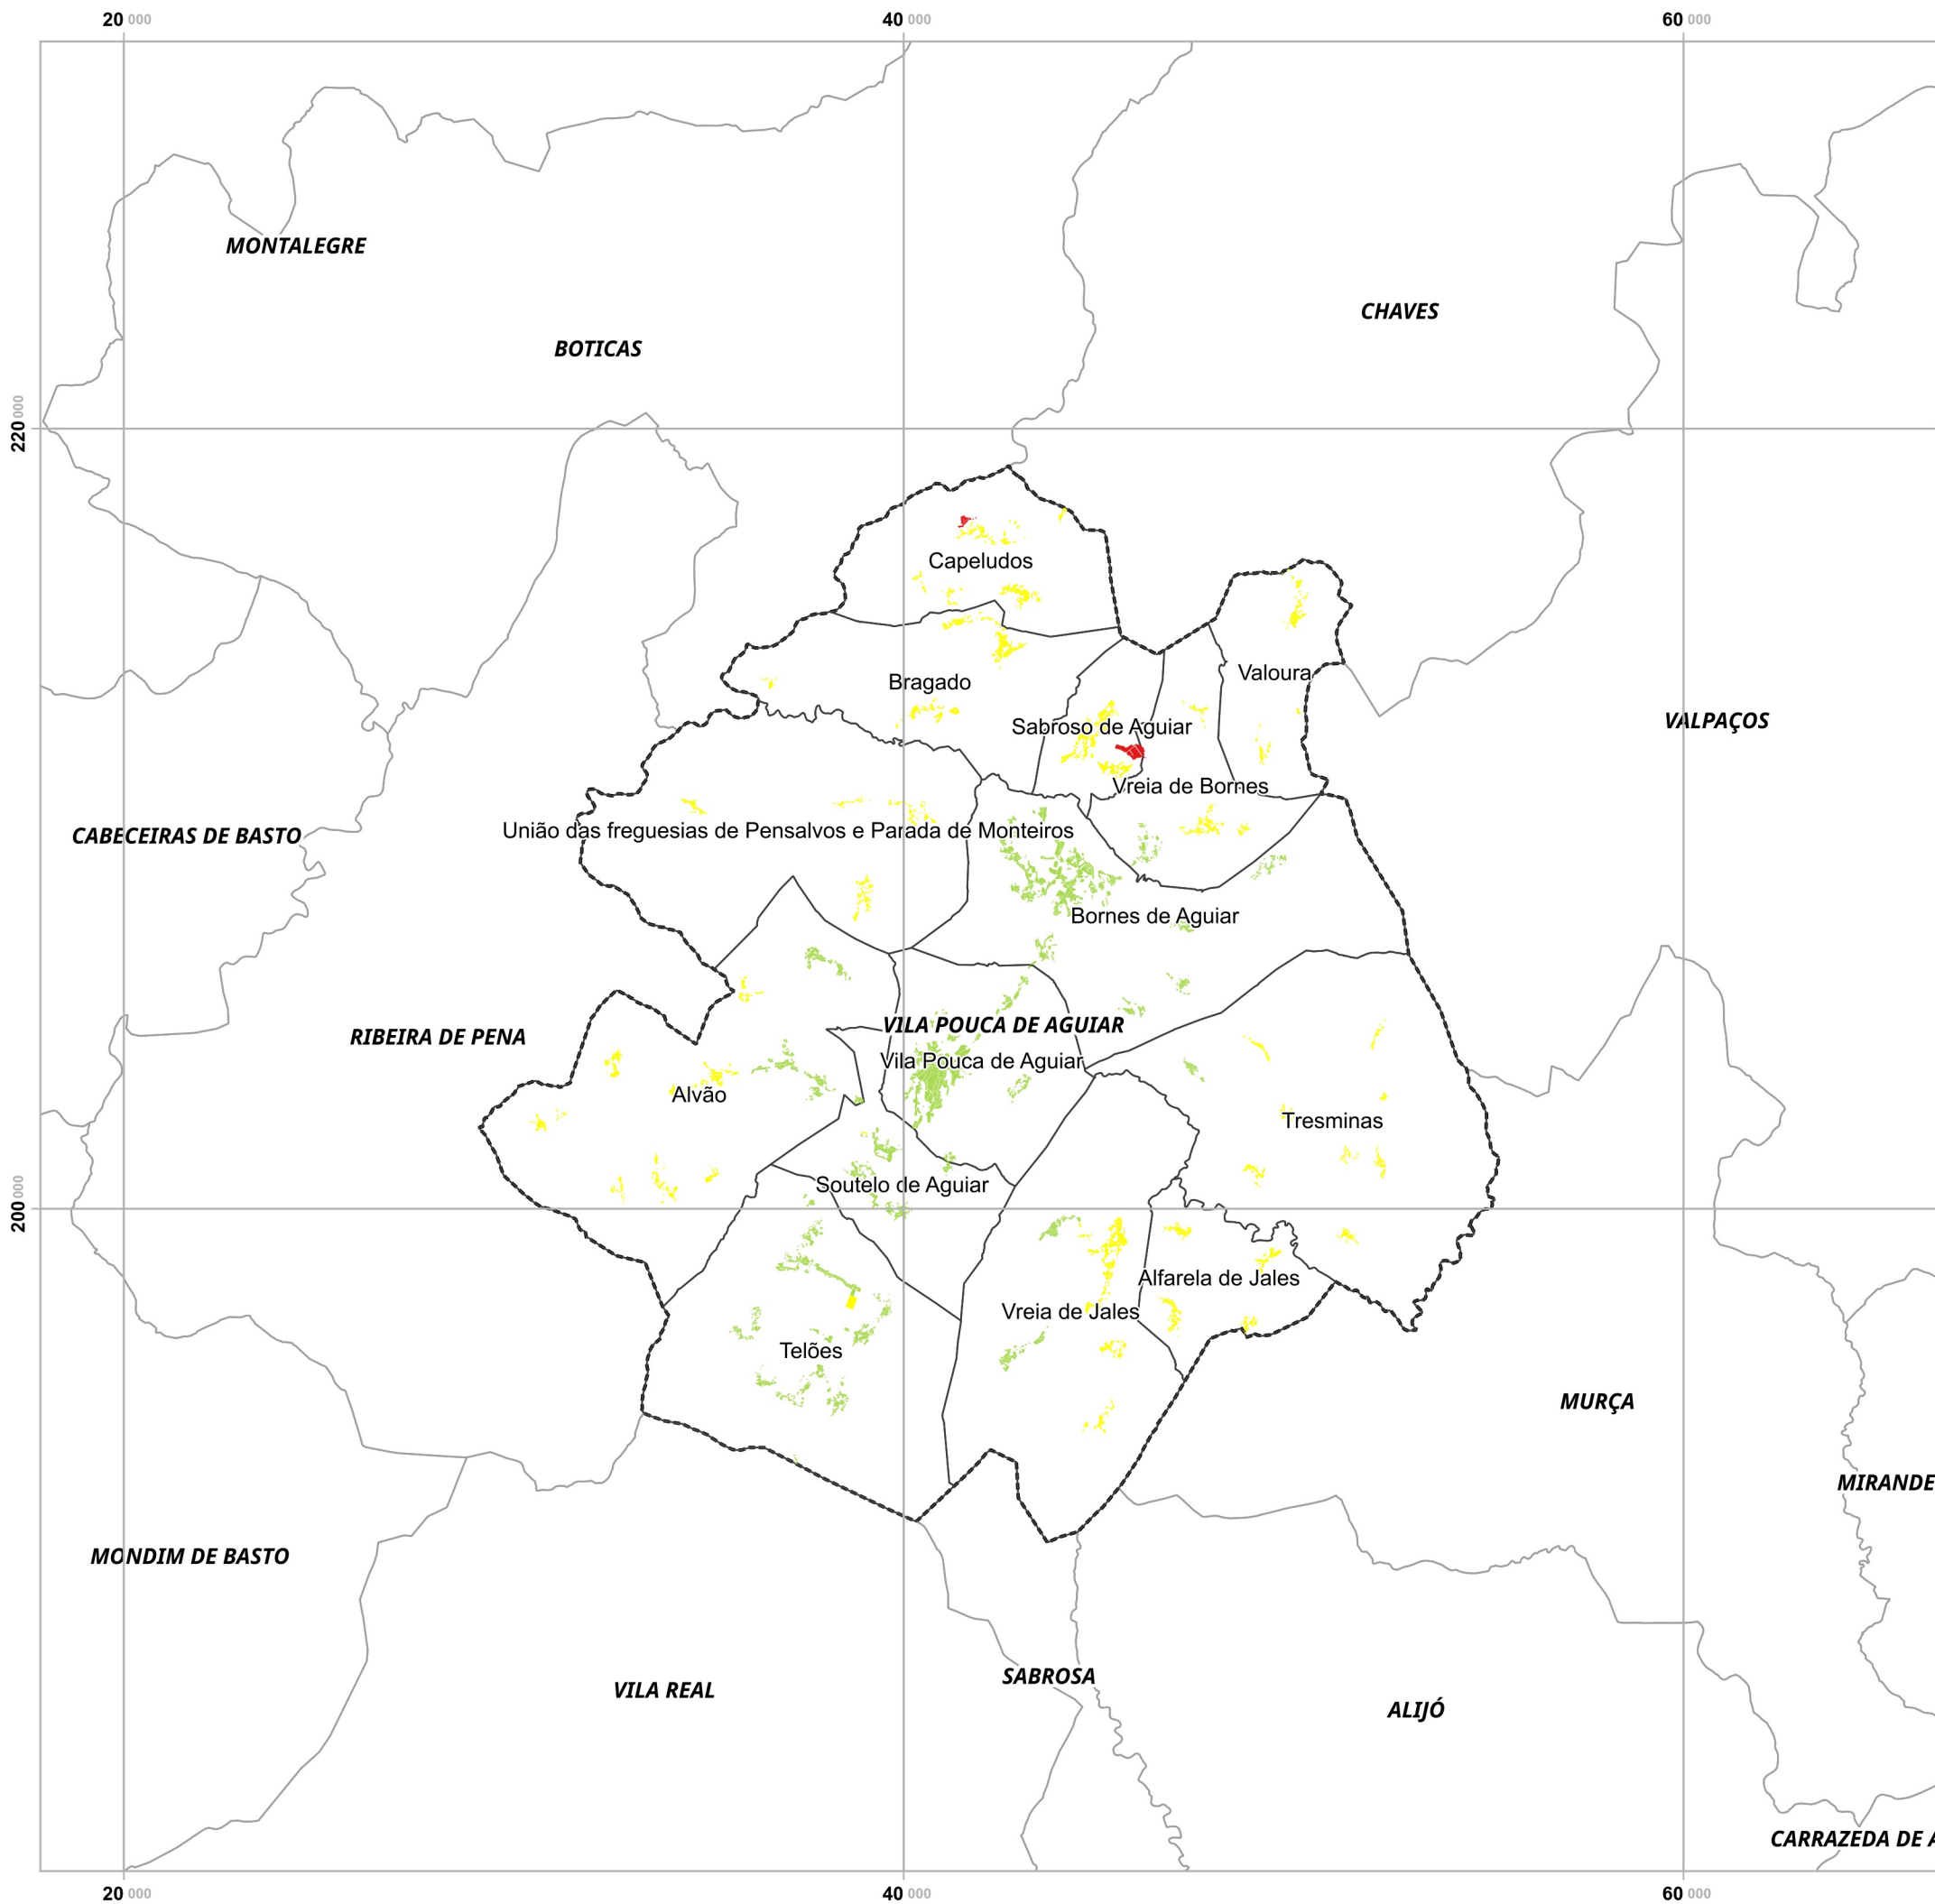 20 000
40 000
60 000
MONTALEGRE
CHAVES
BOTICAS
220 000
Capeludos
Valoura
Bragado
VALPAÇOS
Sabroso de Aguiar
Vreia de Bornes
CABECEIRAS DE BASTO
União das freguesias de Pensalvos e Parada de Monteiros
Bornes de Aguiar
VILA POUCA DE AGUIAR
RIBEIRA DE PENA
Vila Pouca de Aguiar
Alvão
Tresminas
Soutelo de Aguiar
200 000
Alfarela de Jales
Vreia de Jales
Telões
MURÇA
MIRANDE
MONDIM DE BASTO
SABROSA
VILA REAL
ALIJÓ
CARRAZEDA DE A
20 000
40 000
60 000